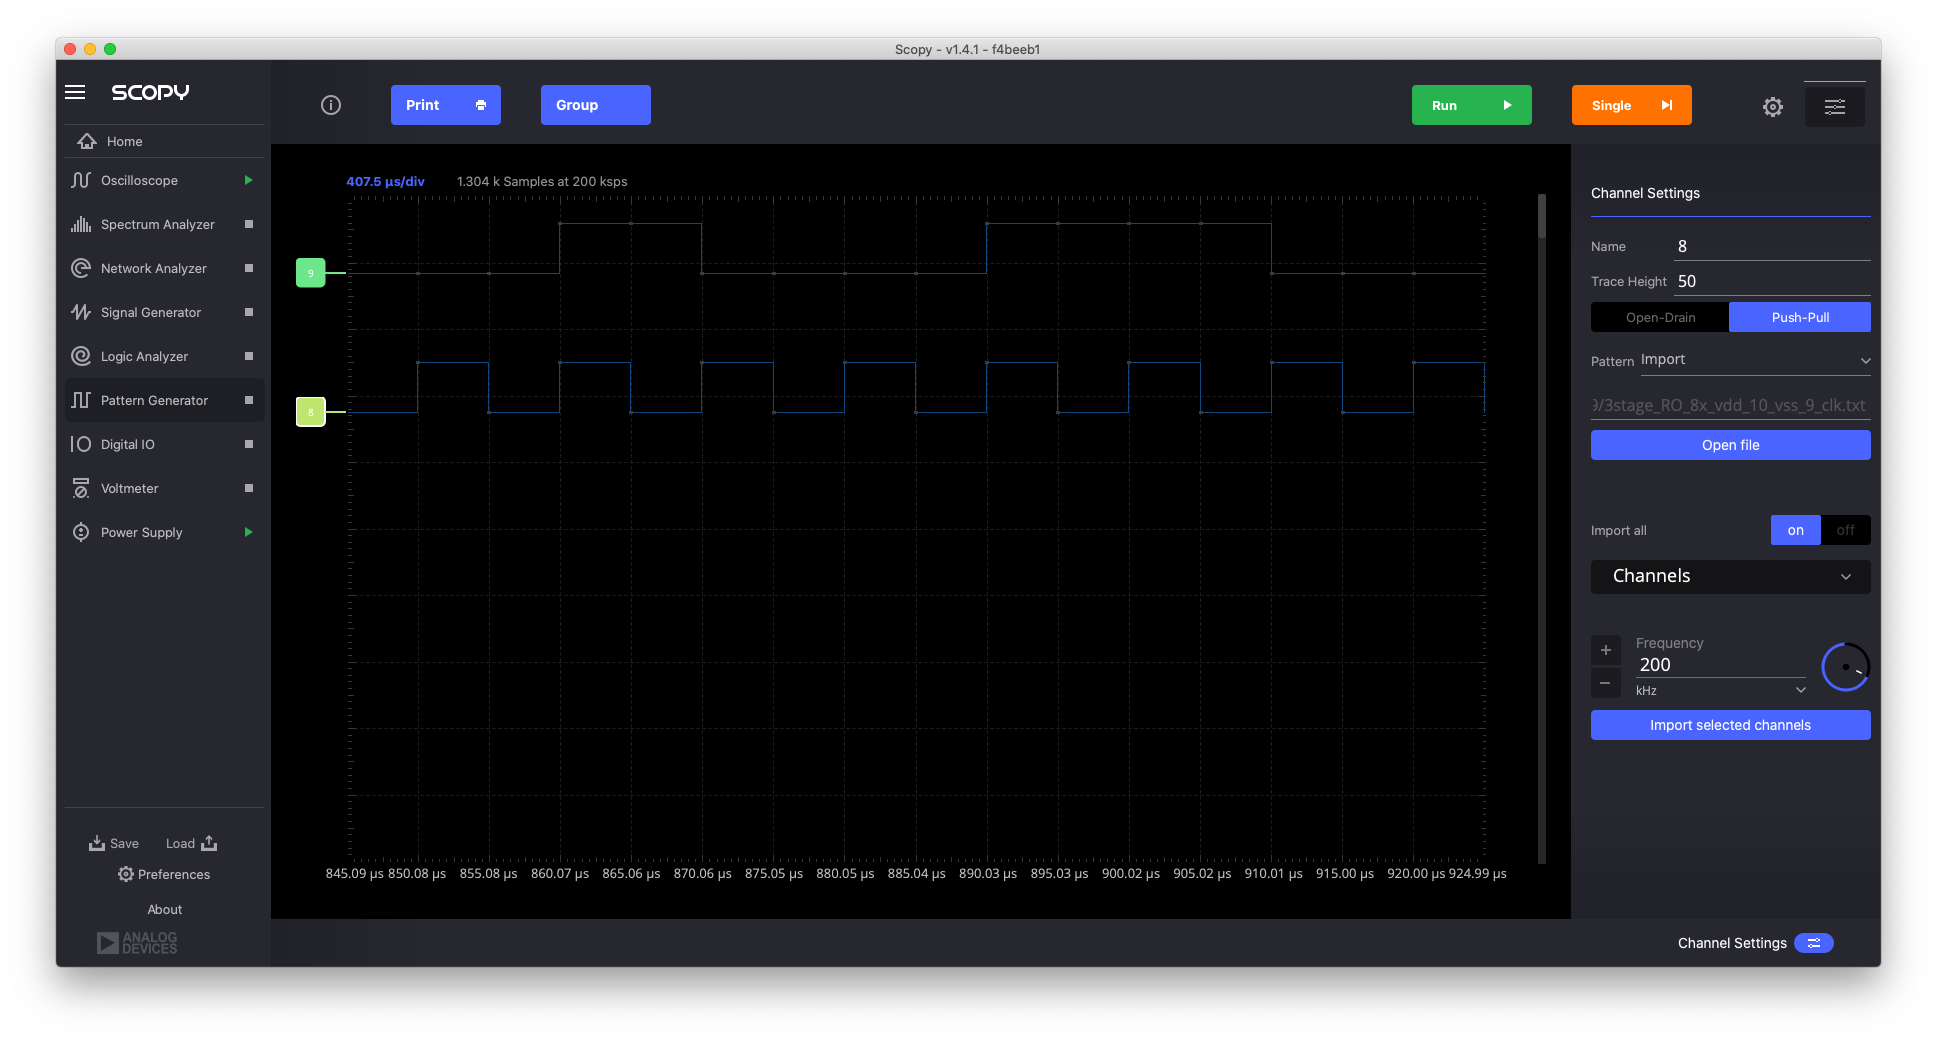 Scopy - v1.4.1 - f4beeb1
SCOPY
Print
Group
Run
Single
Home
Oscilloscope
Spectrum Analyzer
Network Analyzer
Signal Generator
Logic Analyzer
Pattern Generator
Digital IO
Voltmeter
Power Supply
Save Load
Preferences
About
ANALOG
DEVICES
407.5 µs/div 1.304 k Samples at 200 ksps
9
8
845.09 µs 850.08 µs 855.08 µs 860.07 µs 865.06 µs 870.06 µs 875.05 µs 880.05 µs 885.04 µs 890.03 µs 895.03 µs 900.02 µs 905.02 µs 910.01 µs 915.00 µs 920.00 µs 924.99 µs
Channel Settings
Name 8
Trace Height 50
Open-Drain Push-Pull
Pattern Import
/3stage_RO_8x_vdd_10_vss_9_clk.txt
Open file
Import all on off
Channels
+ Frequency
200
− kHz
Import selected channels
Channel Settings